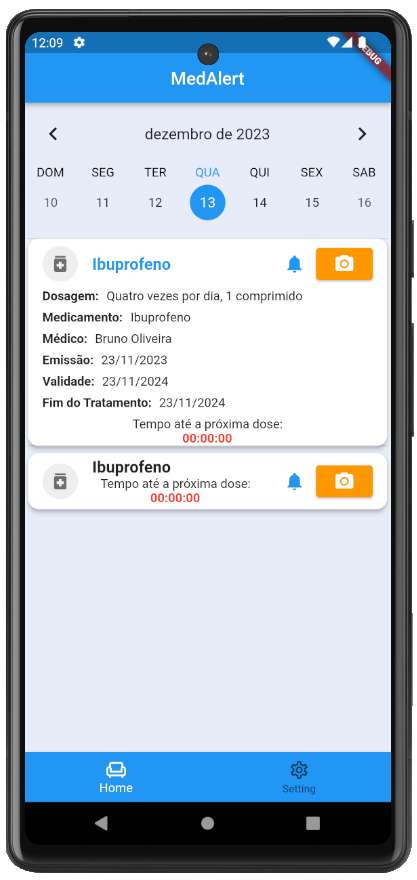 12:09
DEBUG
MedAlert
dezembro de 2023
DOM SEG TER QUA QUI SEX SAB
10 11 12 13 14 15 16
Ibuprofeno
Dosagem: Quatro vezes por dia, 1 comprimido
Medicamento: Ibuprofeno
Médico: Bruno Oliveira
Emissão: 23/11/2023
Validade: 23/11/2024
Fim do Tratamento: 23/11/2024
Tempo até a próxima dose:
00:00:00
Ibuprofeno
Tempo até a próxima dose:
00:00:00
Home Setting